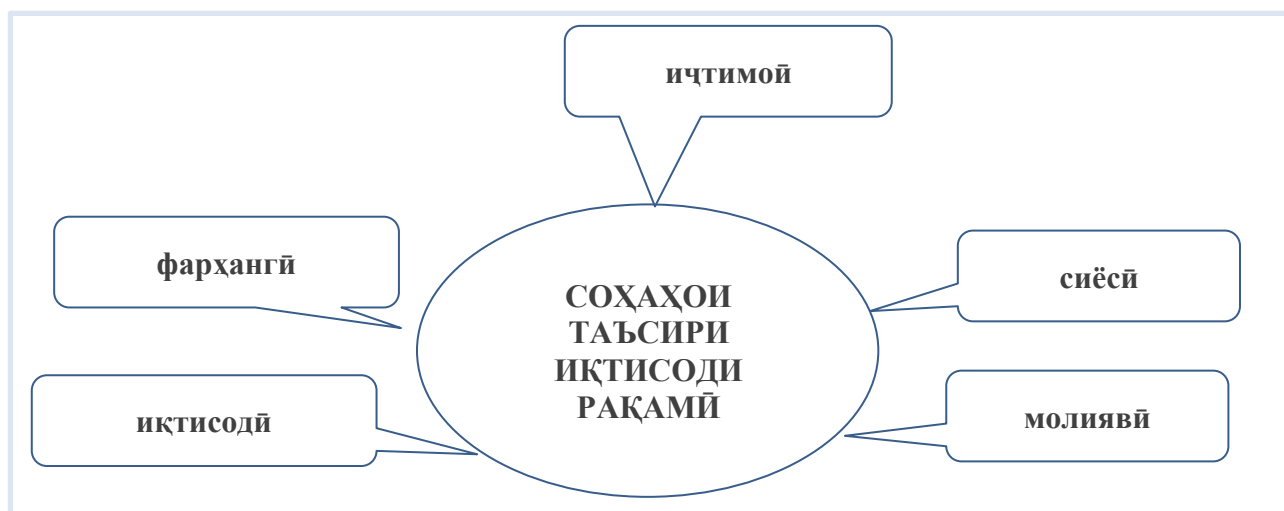 иҷтимоӣ
фарҳангӣ
сиёсӣ
СОҲАҲОИ
ТАЪСИРИ
ИҚТИСОДИ
РАҚАМӢ
иқтисодӣ
молиявӣ